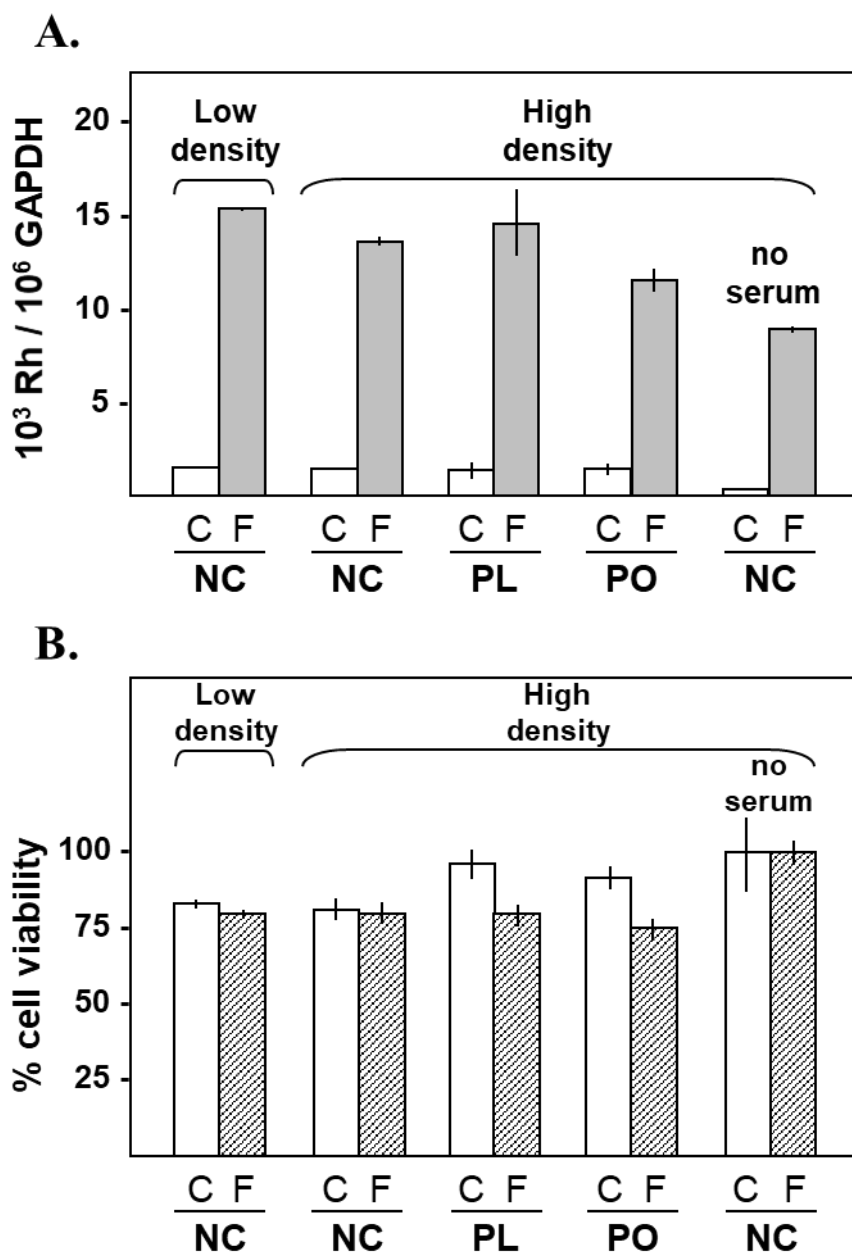 A.
10³ Rh / 10⁶ GAPDH
20
15
10
5
Low
density
High
density
no
serum
C F C F C F C F C F
NC NC PL PO NC
B.
% cell viability
100
75
50
25
Low
density
High
density
no
serum
C F C F C F C F C F
NC NC PL PO NC